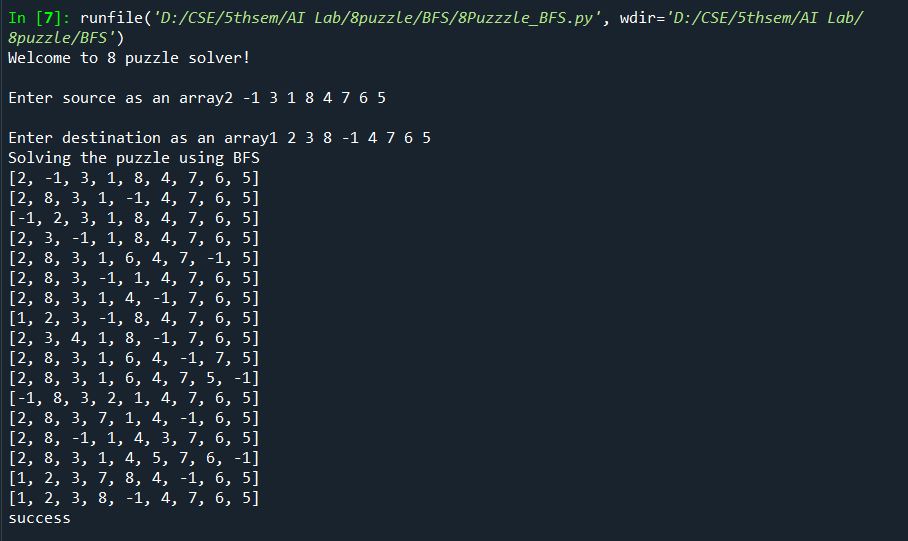 In [7]: runfile('D:/CSE/5thsem/AI Lab/8puzzle/BFS/8Puzzzle_BFS.py', wdir='D:/CSE/5thsem/AI Lab/
8puzzle/BFS')
Welcome to 8 puzzle solver!
Enter source as an array2 -1 3 1 8 4 7 6 5
Enter destination as an array1 2 3 8 -1 4 7 6 5
Solving the puzzle using BFS
[2, -1, 3, 1, 8, 4, 7, 6, 5]
[2, 8, 3, 1, -1, 4, 7, 6, 5]
[-1, 2, 3, 1, 8, 4, 7, 6, 5]
[2, 3, -1, 1, 8, 4, 7, 6, 5]
[2, 8, 3, 1, 6, 4, 7, -1, 5]
[2, 8, 3, -1, 1, 4, 7, 6, 5]
[2, 8, 3, 1, 4, -1, 7, 6, 5]
[1, 2, 3, -1, 8, 4, 7, 6, 5]
[2, 3, 4, 1, 8, -1, 7, 6, 5]
[2, 8, 3, 1, 6, 4, -1, 7, 5]
[2, 8, 3, 1, 6, 4, 7, 5, -1]
[-1, 8, 3, 2, 1, 4, 7, 6, 5]
[2, 8, 3, 7, 1, 4, -1, 6, 5]
[2, 8, -1, 1, 4, 3, 7, 6, 5]
[2, 8, 3, 1, 4, 5, 7, 6, -1]
[1, 2, 3, 7, 8, 4, -1, 6, 5]
[1, 2, 3, 8, -1, 4, 7, 6, 5]
success